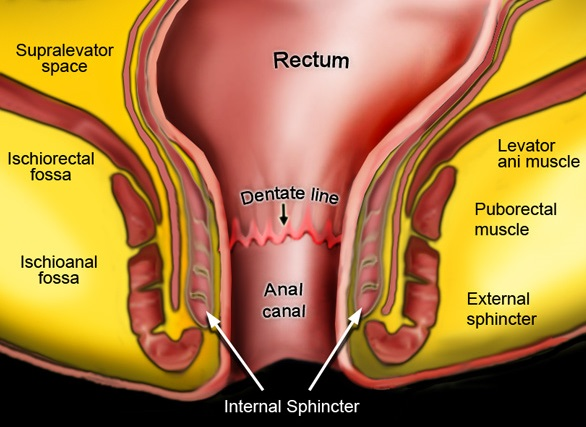 Rectum
Supralevator
space
Ischiorectal
fossa
Levator
ani muscle
Dentate line
Puborectal
muscle
Ischioanal
fossa
Anal
canal
External
sphincter
Internal Sphincter